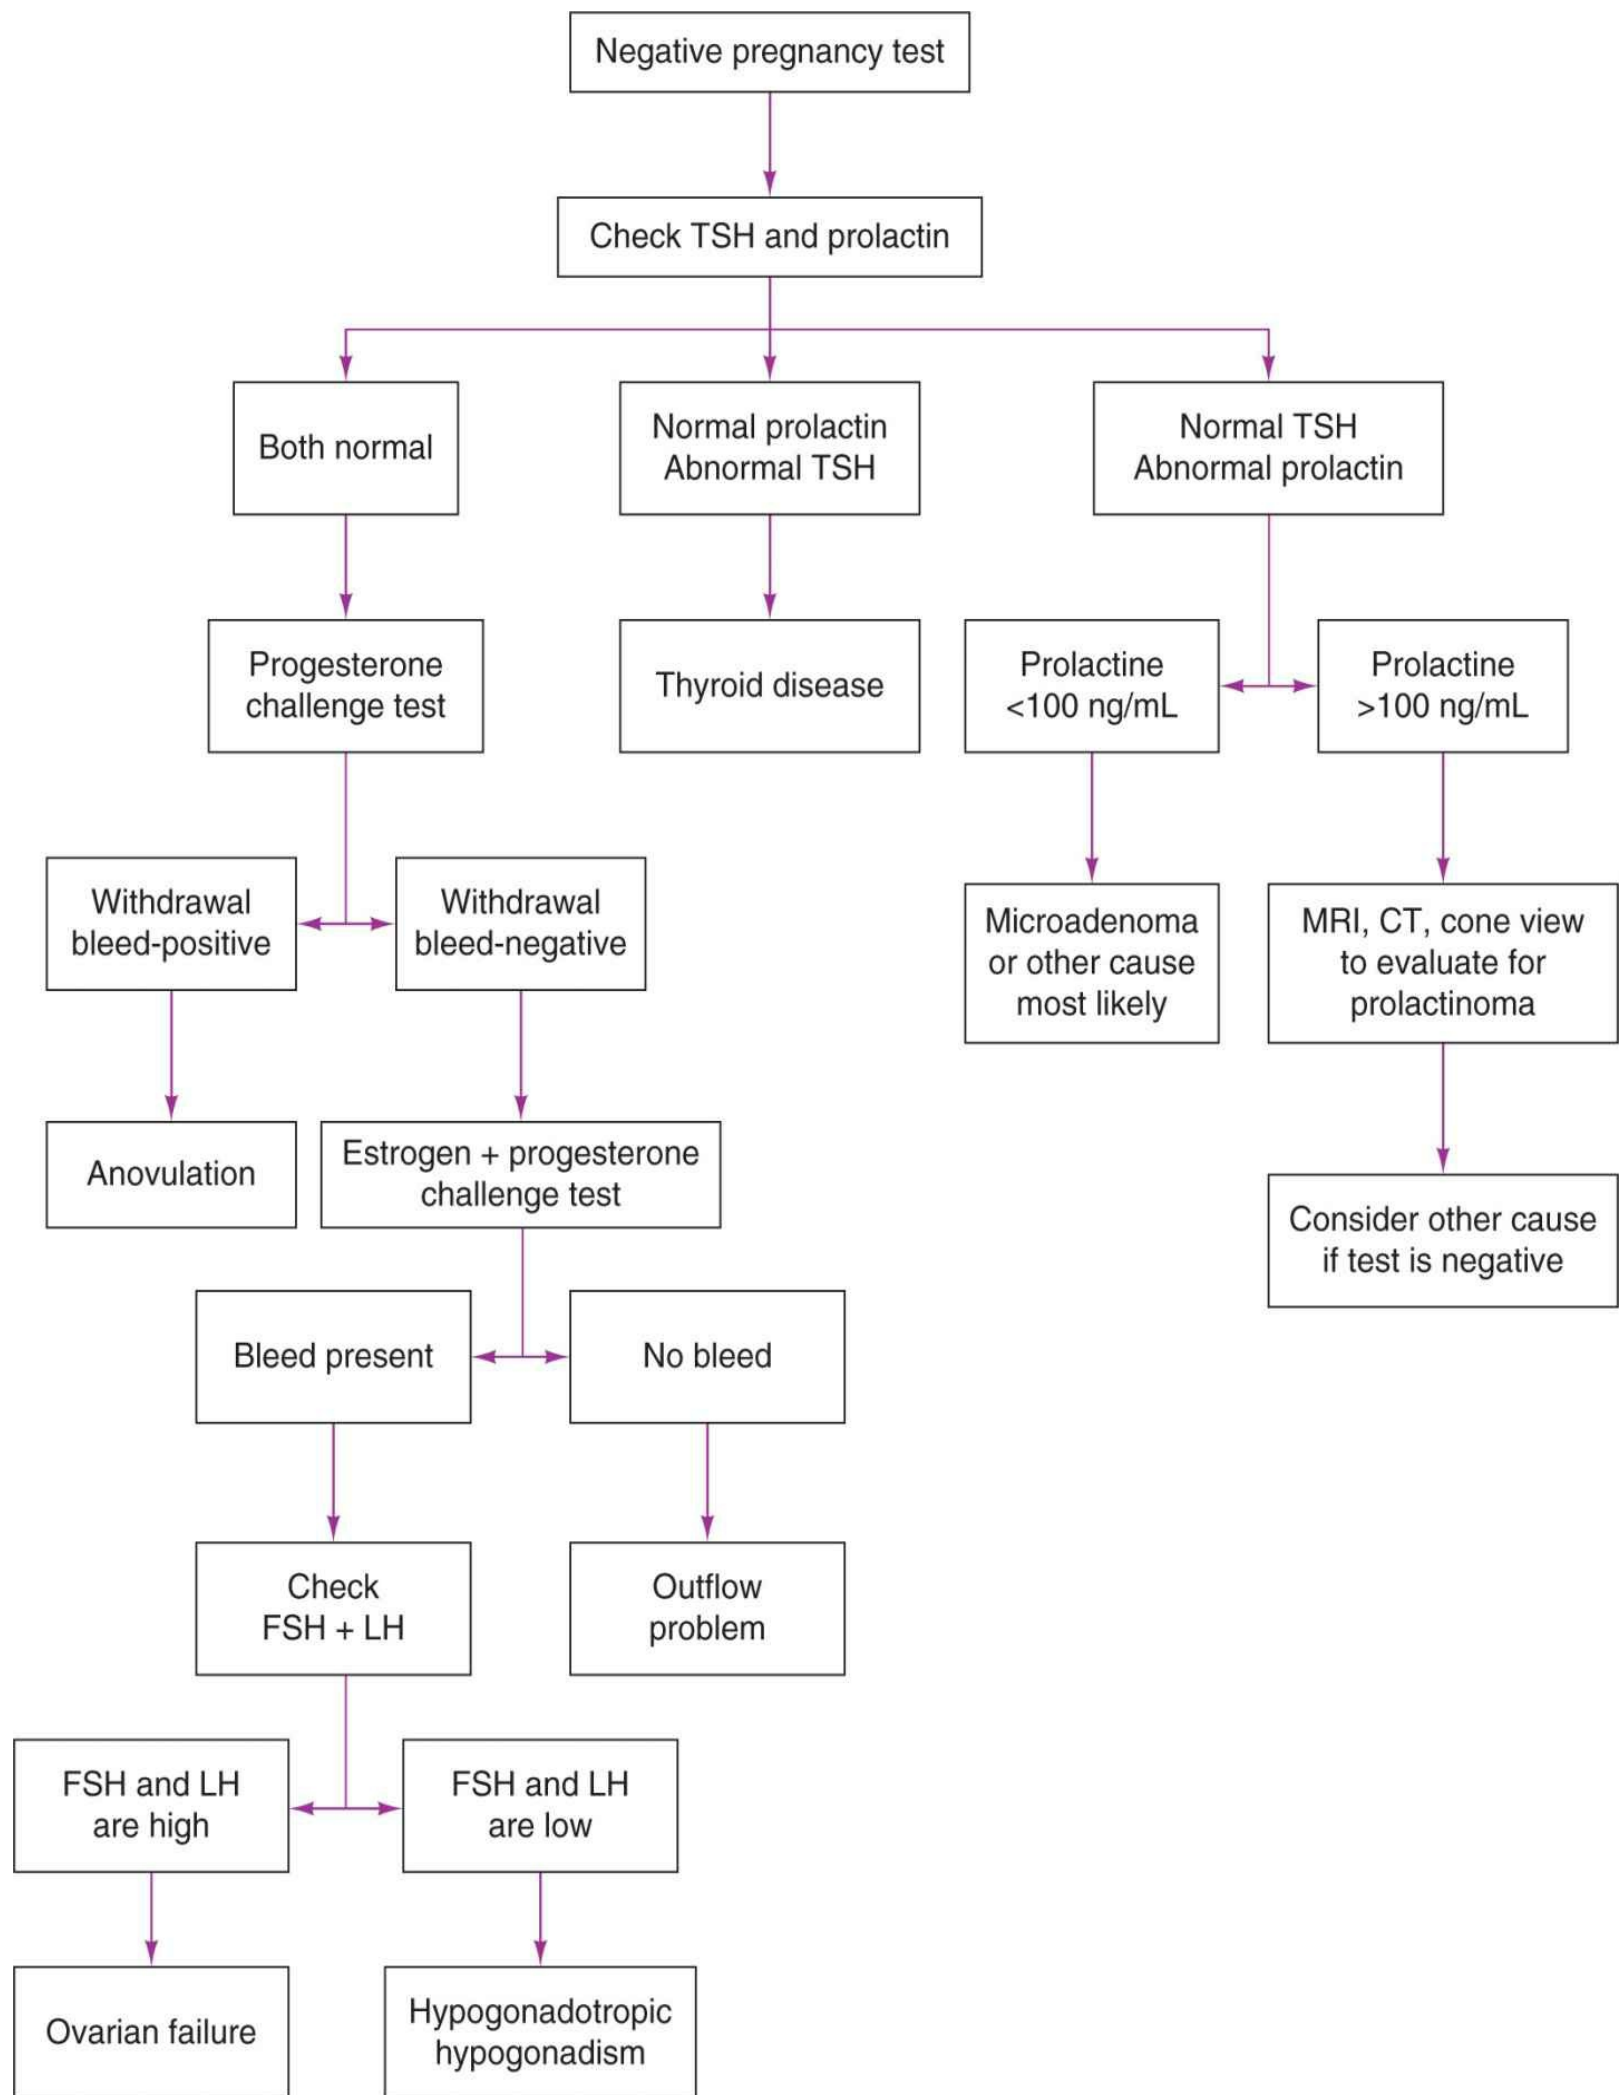 Negative pregnancy test
Check TSH and prolactin
Both normal
Normal prolactin
Abnormal TSH
Normal TSH
Abnormal prolactin
Progesterone
challenge test
Thyroid disease
Prolactine
<100 ng/mL
Prolactine
>100 ng/mL
Withdrawal
bleed-positive
Withdrawal
bleed-negative
Microadenoma
or other cause
most likely
MRI, CT, cone view
to evaluate for
prolactinoma
Anovulation
Estrogen + progesterone
challenge test
Consider other cause
if test is negative
Bleed present
No bleed
Check
FSH + LH
Outflow
problem
FSH and LH
are high
FSH and LH
are low
Ovarian failure
Hypogonadotropic
hypogonadism